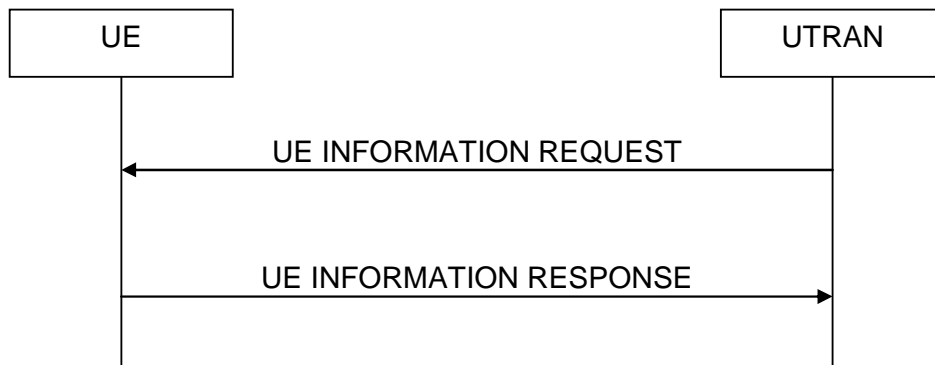 UE
UTRAN
UE INFORMATION REQUEST
UE INFORMATION RESPONSE